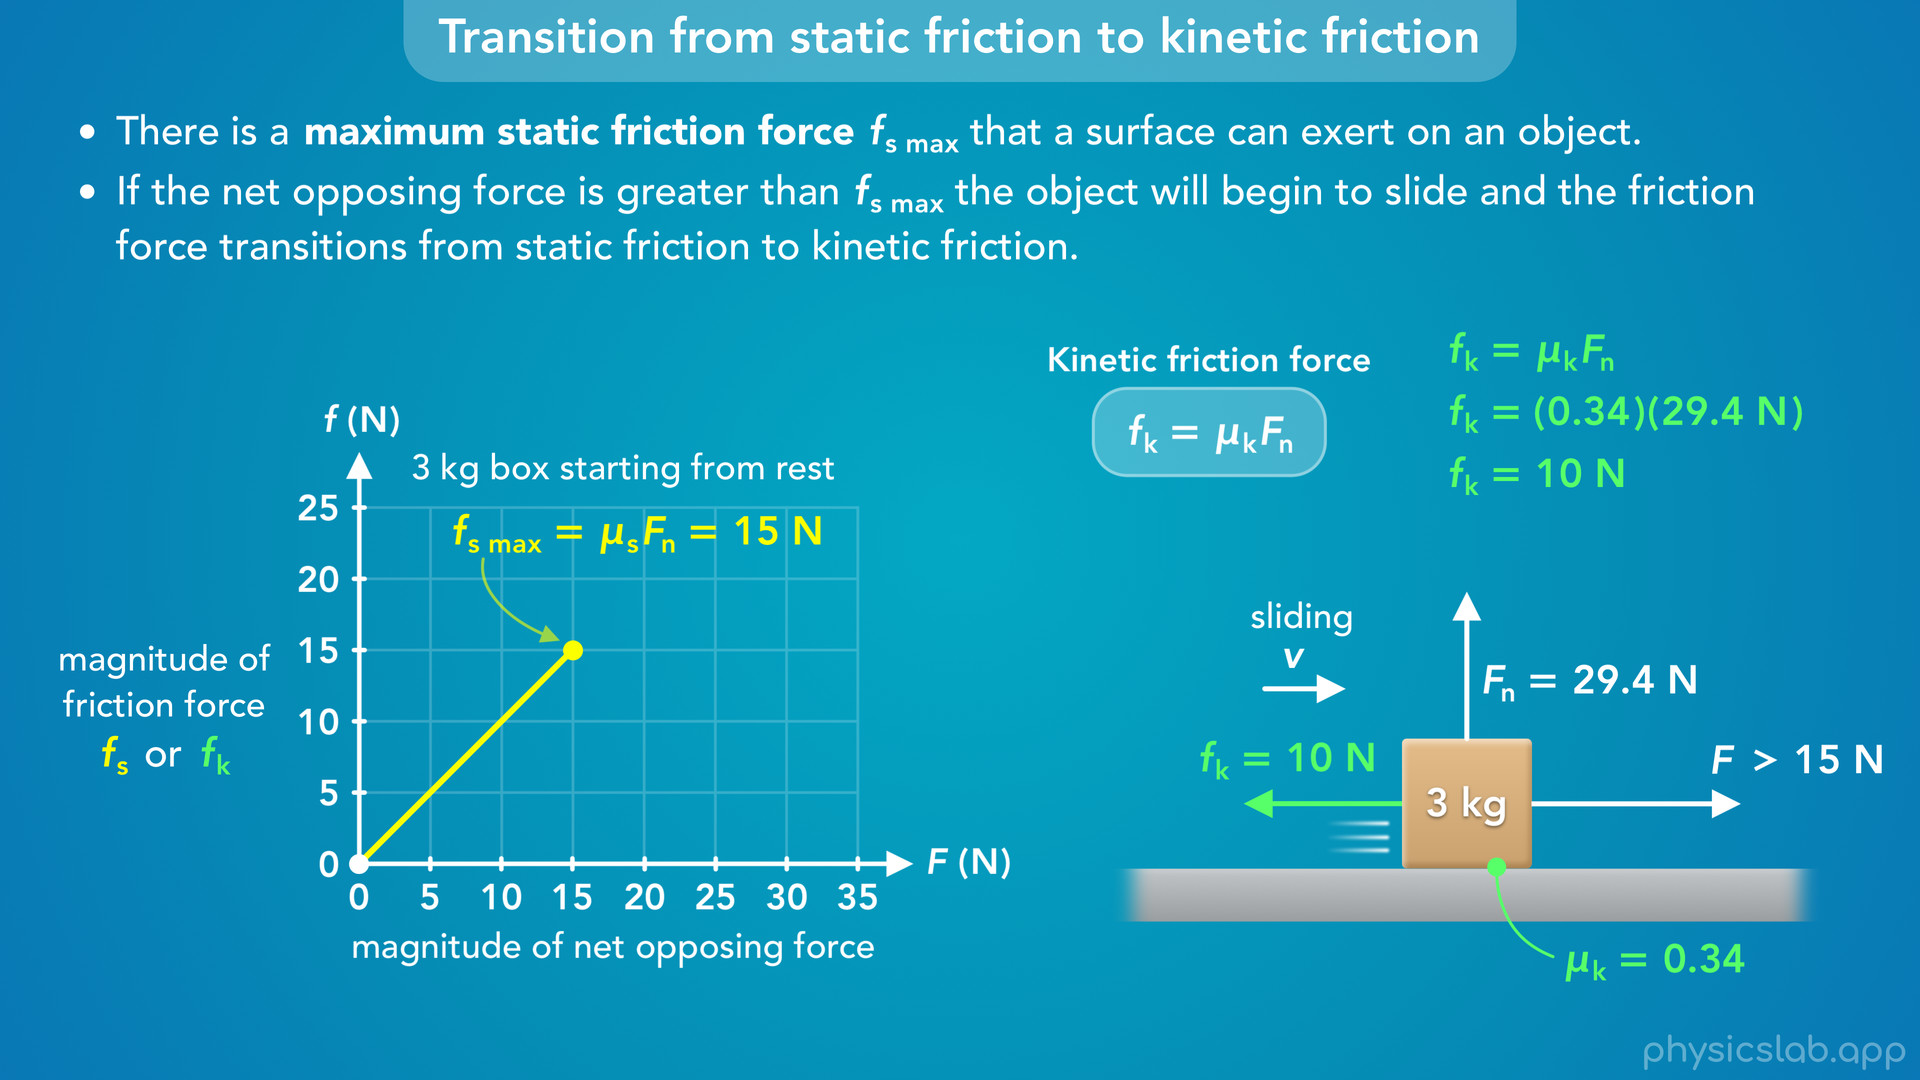 Transition from static friction to kinetic friction
• There is a maximum static friction force fs max that a surface can exert on an object.
• If the net opposing force is greater than fs max the object will begin to slide and the friction
force transitions from static friction to kinetic friction.
f (N)
3 kg box starting from rest
fs max = μsFn = 15 N
25
20
15
10
5
0
magnitude of
friction force
fs or fk
0 5 10 15 20 25 30 35
F (N)
magnitude of net opposing force
Kinetic friction force
fk = μkFn
fk = μkFn
fk = (0.34)(29.4 N)
fk = 10 N
sliding
v
Fn = 29.4 N
fk = 10 N
F > 15 N
3 kg
μk = 0.34
physicslab.app